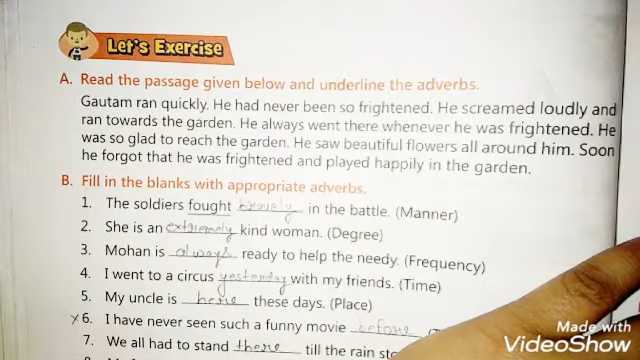 Let's Exercise
A. Read the passage given below and underline the adverbs.
Gautam ran quickly. He had never been so frightened. He screamed loudly and
ran towards the garden. He always went there whenever he was frightened. He
was so glad to reach the garden. He saw beautiful flowers all around him. Soon
he forgot that he was frightened and played happily in the garden.
B. Fill in the blanks with appropriate adverbs.
1. The soldiers fought bravely in the battle. (Manner)
2. She is an extremely kind woman. (Degree)
3. Mohan is always ready to help the needy. (Frequency)
4. I went to a circus yesterday with my friends. (Time)
5. My uncle is here these days. (Place)
x 6. I have never seen such a funny movie before
7. We all had to stand there till the rain
Made with
VideoShow